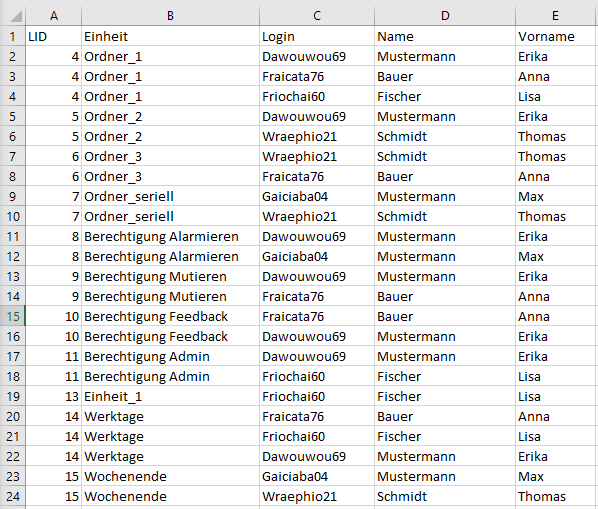 A B C D E
1 LID Einheit Login Name Vorname
2 4 Ordner_1 Dawouwou69 Mustermann Erika
3 4 Ordner_1 Fraicata76 Bauer Anna
4 4 Ordner_1 Friochai60 Fischer Lisa
5 5 Ordner_2 Dawouwou69 Mustermann Erika
6 5 Ordner_2 Wraephio21 Schmidt Thomas
7 6 Ordner_3 Wraephio21 Schmidt Thomas
8 6 Ordner_3 Fraicata76 Bauer Anna
9 7 Ordner_seriell Gaiciaba04 Mustermann Max
10 7 Ordner_seriell Wraephio21 Schmidt Thomas
11 8 Berechtigung Alarmieren Dawouwou69 Mustermann Erika
12 8 Berechtigung Alarmieren Gaiciaba04 Mustermann Max
13 9 Berechtigung Mutieren Dawouwou69 Mustermann Erika
14 9 Berechtigung Mutieren Fraicata76 Bauer Anna
15 10 Berechtigung Feedback Fraicata76 Bauer Anna
16 10 Berechtigung Feedback Dawouwou69 Mustermann Erika
17 11 Berechtigung Admin Dawouwou69 Mustermann Erika
18 11 Berechtigung Admin Friochai60 Fischer Lisa
19 13 Einheit_1 Friochai60 Fischer Lisa
20 14 Werktage Fraicata76 Bauer Anna
21 14 Werktage Friochai60 Fischer Lisa
22 14 Werktage Dawouwou69 Mustermann Erika
23 15 Wochenende Gaiciaba04 Mustermann Max
24 15 Wochenende Wraephio21 Schmidt Thomas